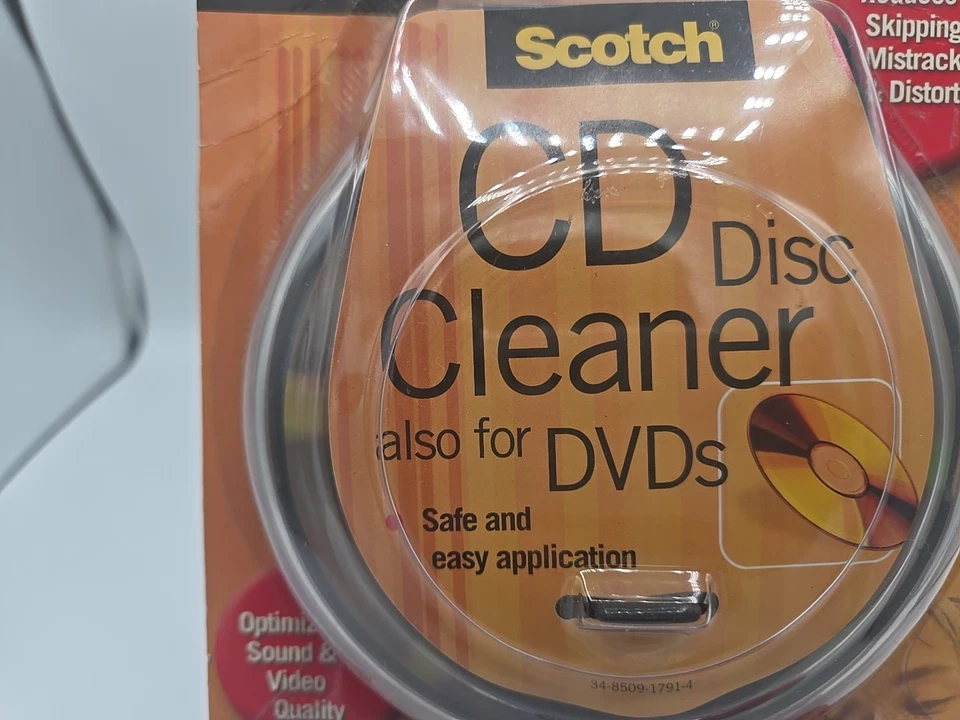 Scotch®
Skipping
Mistrack
Distort
CD Disc
Cleaner
also for DVDs
Safe and
easy application
Optimiz
Sound &
Video
Quality
34-8509-1791-4